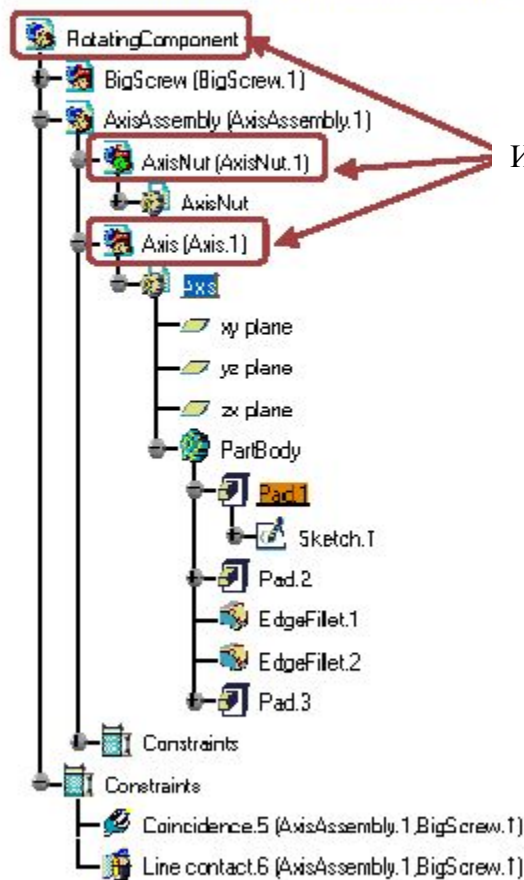 RotatingComponent
BigScrew (BigScrew.1)
AxisAssembly (AxisAssembly.1)
И
AxisNut (AxisNut.1)
AxisNut
Axis (Axis.1)
Axis
xy plane
yz plane
zx plane
PartBody
Pad.1
Sketch.1
Pad.2
EdgeFillet.1
EdgeFillet.2
Pad.3
Constraints
Constraints
Coincidence.5 (AxisAssembly.1,BigScrew.1)
Line contact.6 (AxisAssembly.1,BigScrew.1)